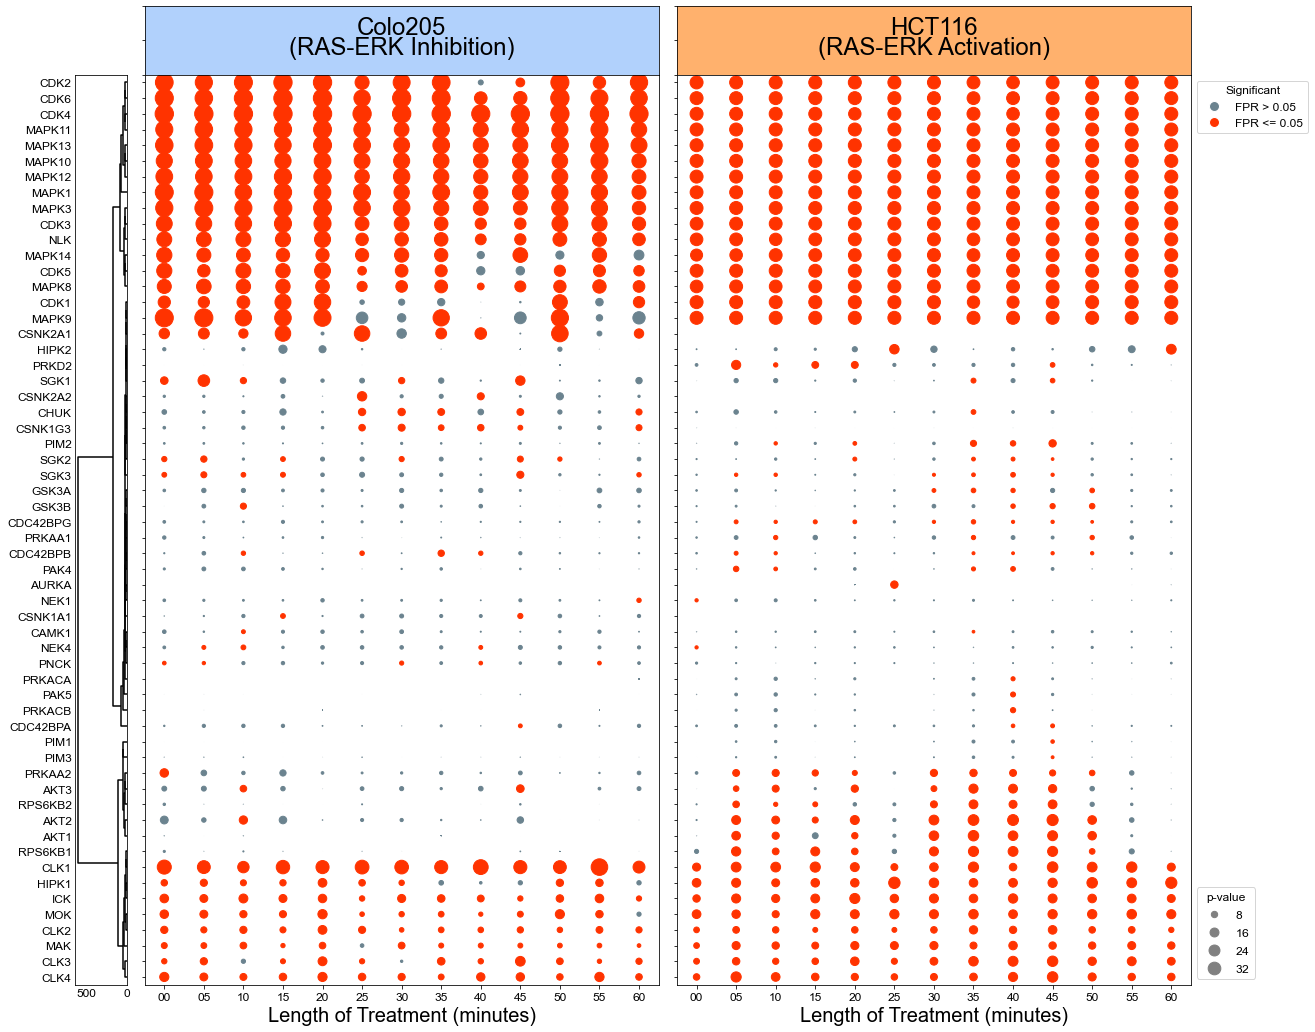 Colo205
(RAS-ERK Inhibition)
HCT116
(RAS-ERK Activation)
CDK2
CDK6
CDK4
MAPK11
MAPK13
MAPK10
MAPK12
MAPK1
MAPK3
CDK3
NLK
MAPK14
CDK5
MAPK8
CDK1
MAPK9
CSNK2A1
HIPK2
PRKD2
SGK1
CSNK2A2
CHUK
CSNK1G3
PIM2
SGK2
SGK3
GSK3A
GSK3B
CDC42BPG
PRKAA1
CDC42BPB
PAK4
AURKA
NEK1
CSNK1A1
CAMK1
NEK4
PNCK
PRKACA
PAK5
PRKACB
CDC42BPA
PIM1
PIM3
PRKAA2
AKT3
RPS6KB2
AKT2
AKT1
RPS6KB1
CLK1
HIPK1
ICK
MOK
CLK2
MAK
CLK3
CLK4
500 0
00 05 10 15 20 25 30 35 40 45 50 55 60
Length of Treatment (minutes)
00 05 10 15 20 25 30 35 40 45 50 55 60
Length of Treatment (minutes)
Significant
FPR > 0.05
FPR <= 0.05
p-value
8
16
24
32